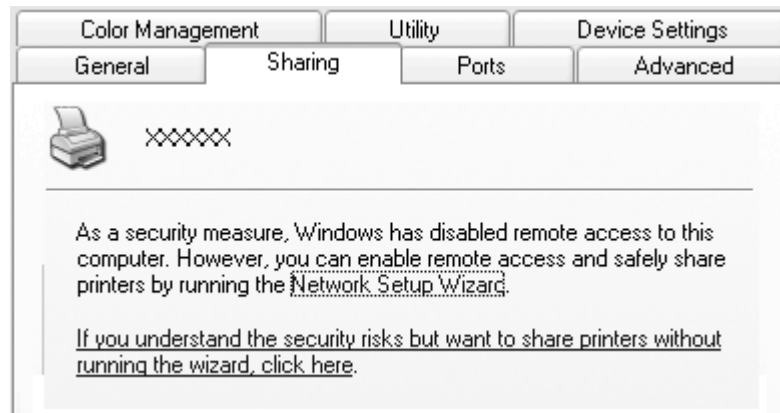 Color Management Utility Device Settings
General Sharing Ports Advanced
XXXXXXX
As a security measure, Windows has disabled remote access to this
computer. However, you can enable remote access and safely share
printers by running the Network Setup Wizard.
If you understand the security risks but want to share printers without
running the wizard, click here.